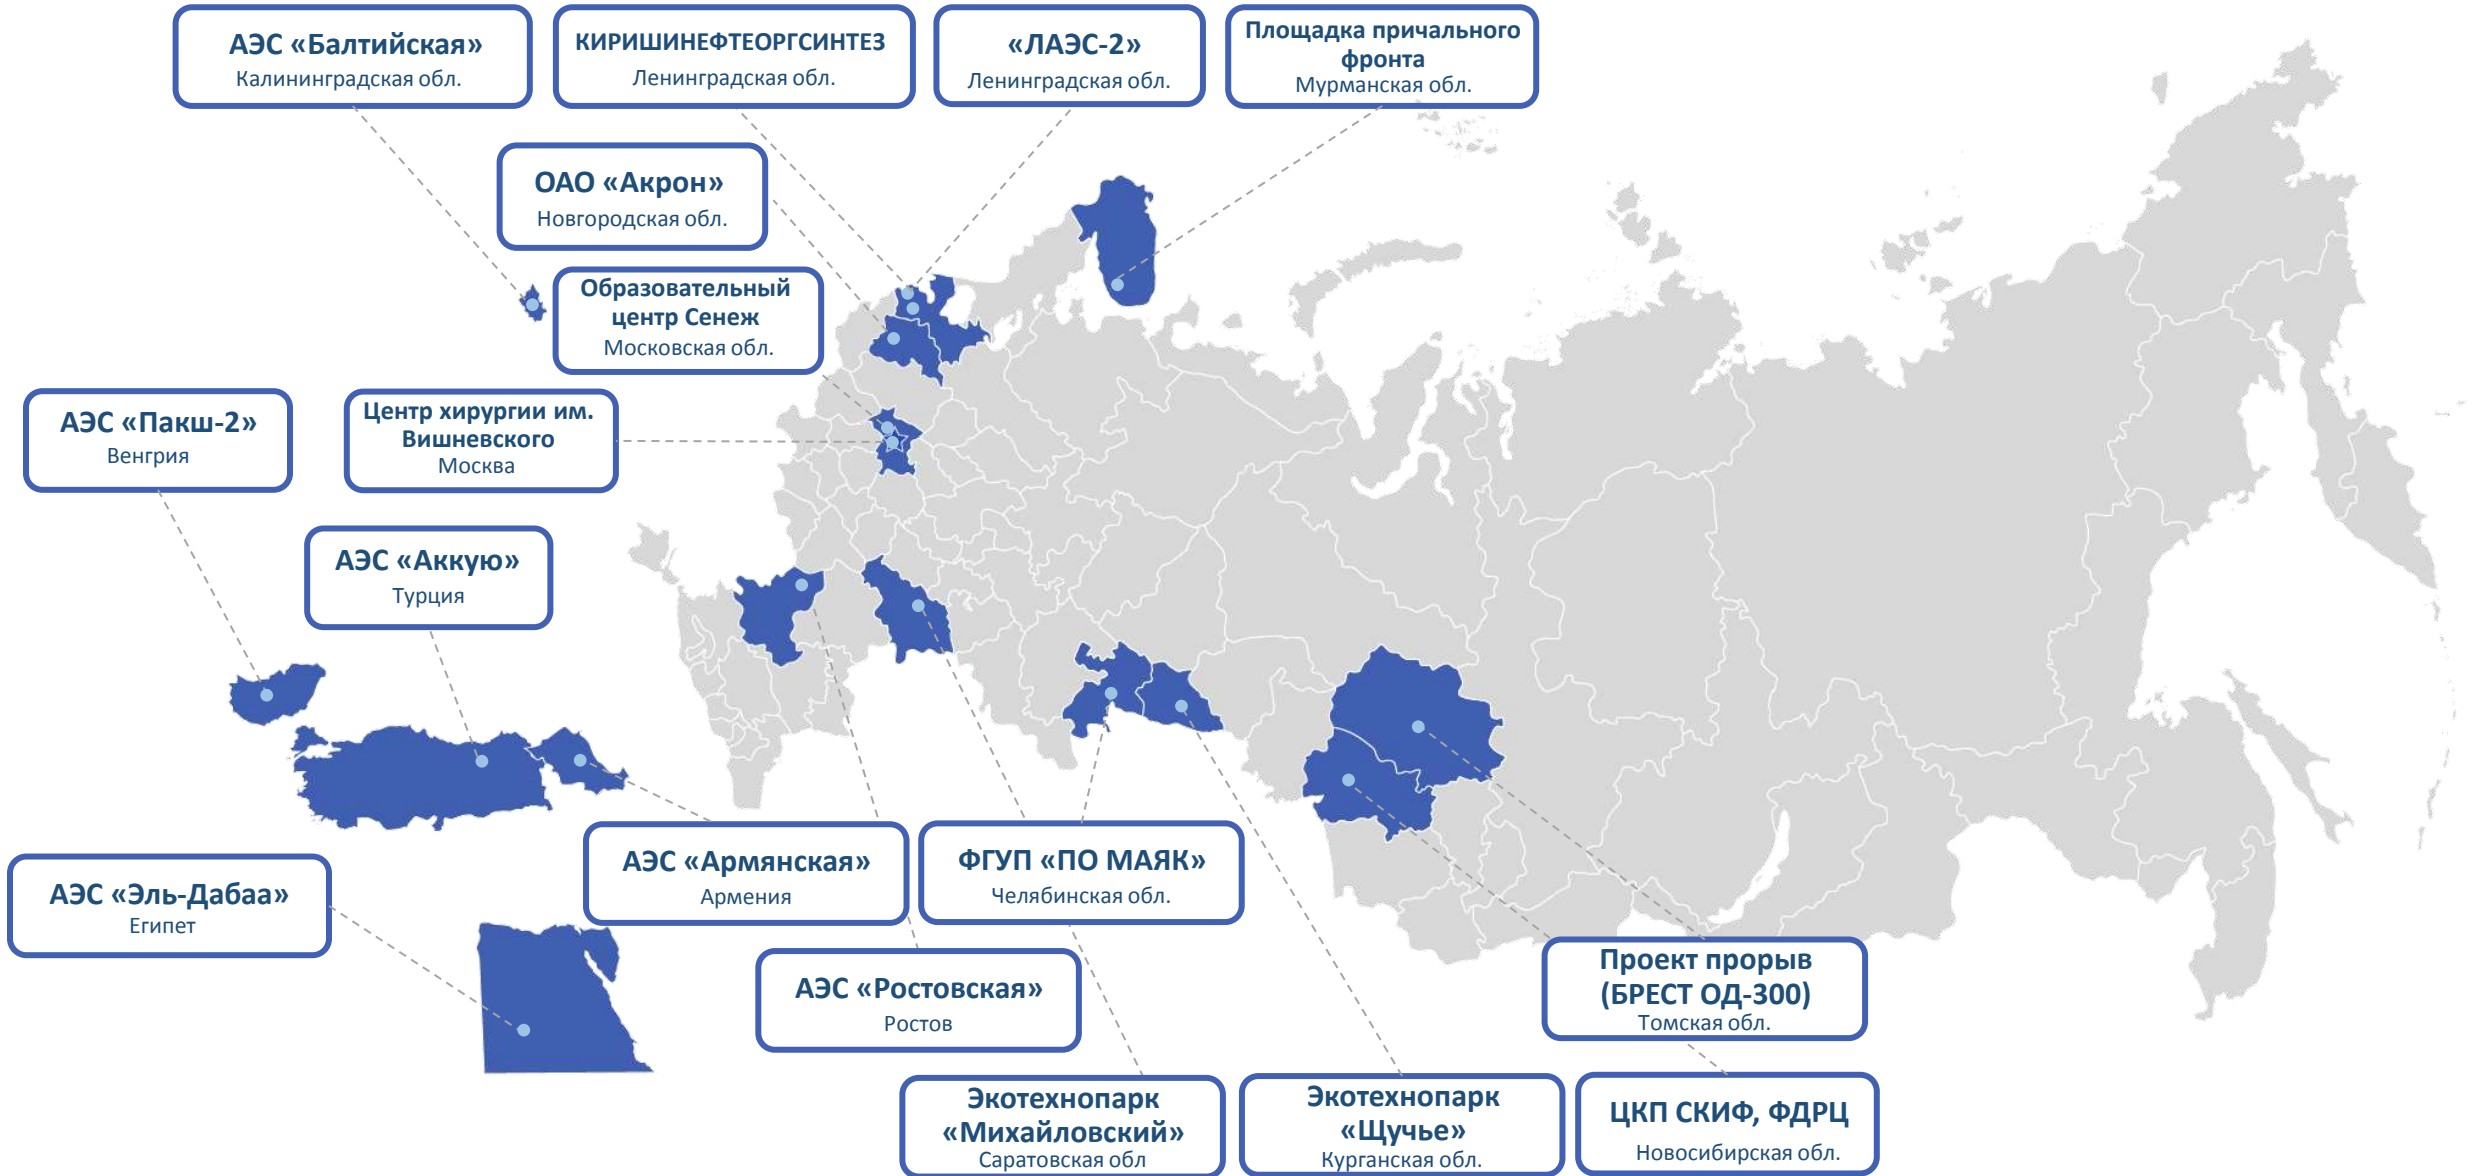 АЭС «Балтийская»
Калининградская обл.
КИРИШИНЕФТЕОРГСИНТЕЗ
Ленинградская обл.
«ЛАЭС-2»
Ленинградская обл.
Площадка причального
фронта
Мурманская обл.
ОАО «Акрон»
Новгородская обл.
Образовательный
центр Сенеж
Московская обл.
АЭС «Пакш-2»
Венгрия
Центр хирургии им.
Вишневского
Москва
АЭС «Аккую»
Турция
АЭС «Армянская»
Армения
ФГУП «ПО МАЯК»
Челябинская обл.
АЭС «Эль-Дабаа»
Египет
АЭС «Ростовская»
Ростов
Проект прорыв
(БРЕСТ ОД-300)
Томская обл.
Экотехнопарк
«Михайловский»
Саратовская обл
Экотехнопарк
«Щучье»
Курганская обл.
ЦКП СКИФ, ФДРЦ
Новосибирская обл.